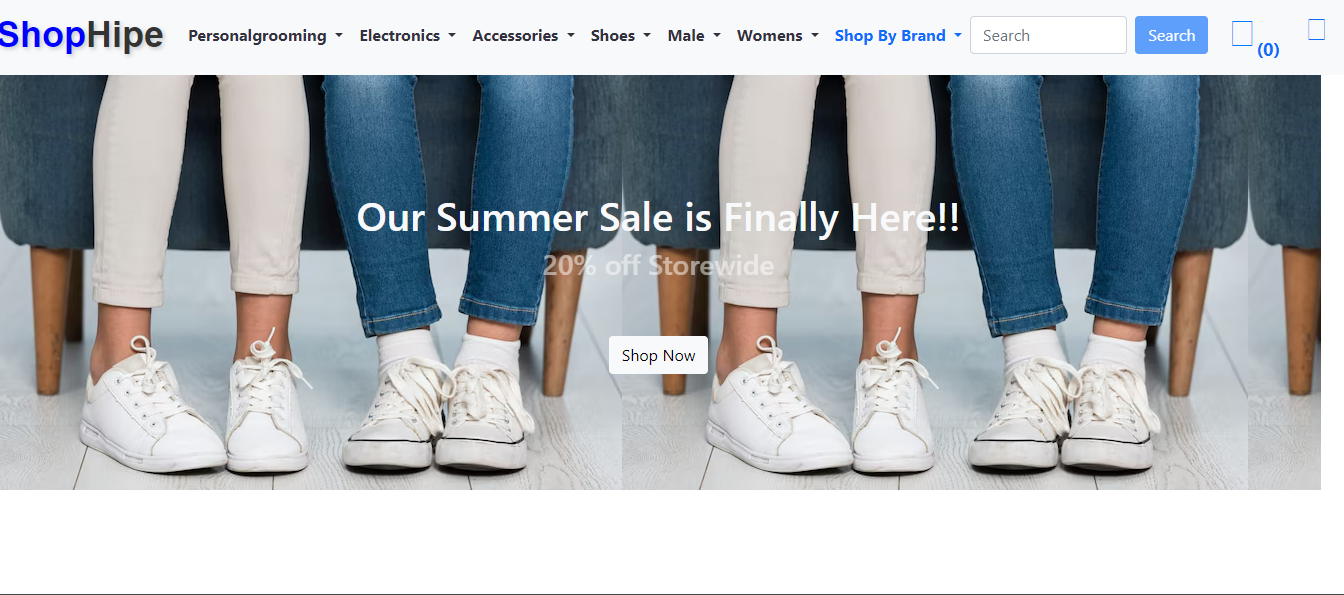 ShopHipe Personalgrooming Electronics Accessories Shoes Male Womens Shop By Brand Search Search (0)
Our Summer Sale is Finally Here!!
20% off Storewide
Shop Now